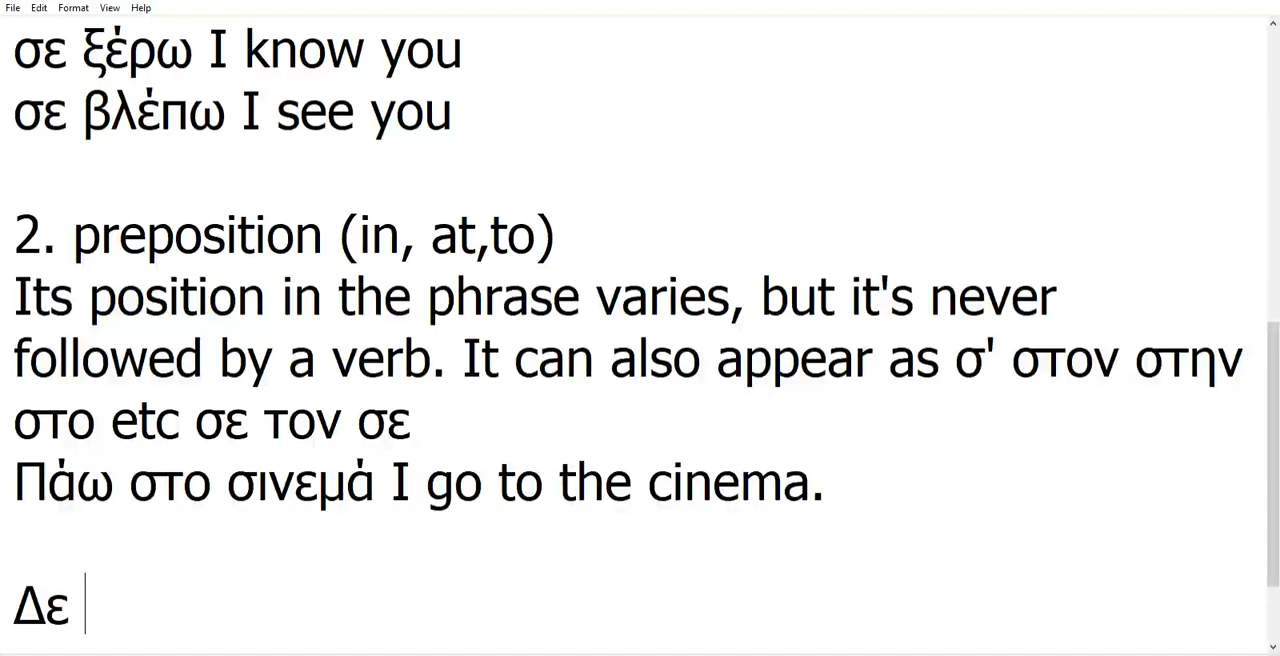 File Edit Format View Help
σε ξέρω I know you
σε βλέπω I see you
2. preposition (in, at,to)
Its position in the phrase varies, but it's never
followed by a verb. It can also appear as σ' στον στην
στο etc σε τον σε
Πάω στο σινεμά I go to the cinema.
Δε